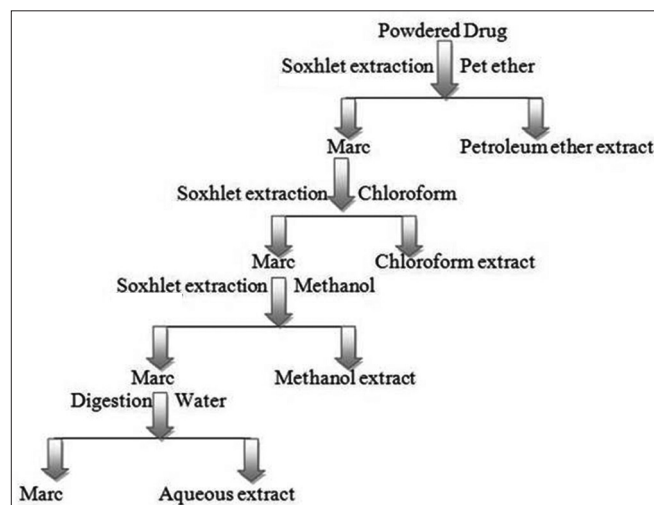 Powdered Drug
Soxhlet extraction Pet ether
Marc Petroleum ether extract
Soxhlet extraction Chloroform
Marc Chloroform extract
Soxhlet extraction Methanol
Marc Methanol extract
Digestion Water
Marc Aqueous extract